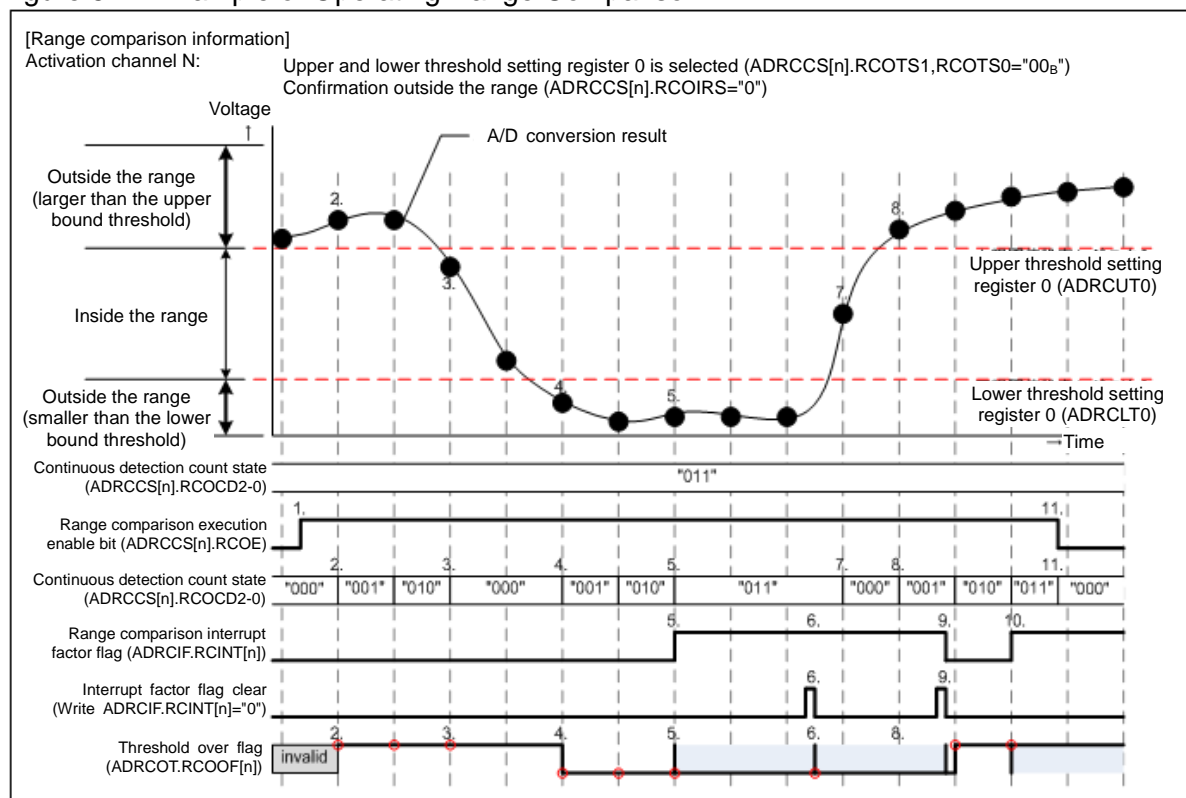 [Range comparison information]
Activation channel N:
Upper and lower threshold setting register 0 is selected (ADRCCS[n].RCOTS1,RCOTS0="00B")
Confirmation outside the range (ADRCCS[n].RCOIRS="0")
Voltage
↑
A/D conversion result
Outside the range
(larger than the upper
bound threshold)
2.
8.
3.
Upper threshold setting
register 0 (ADRCUT0)
7.
Inside the range
4.
5.
Outside the range
(smaller than the lower
bound threshold)
Lower threshold setting
register 0 (ADRCLT0)
→Time
Continuous detection count state
(ADRCCS[n].RCOCD2-0)
"011"
1. 11.
Range comparison execution
enable bit (ADRCCS[n].RCOE)
2. 3. 4. 5. 7. 8. 11.
Continuous detection count state
(ADRCCS[n].RCOCD2-0)
"000" "001" "010" "000" "001" "010" "011" "000" "001" "010" "011" "000"
5. 6. 9. 10.
Range comparison interrupt
factor flag (ADRCIF.RCINT[n])
6. 9.
Interrupt factor flag clear
(Write ADRCIF.RCINT[n]="0")
2. 3. 4. 5. 6. 8.
Threshold over flag
(ADRCOT.RCOOF[n])
invalid